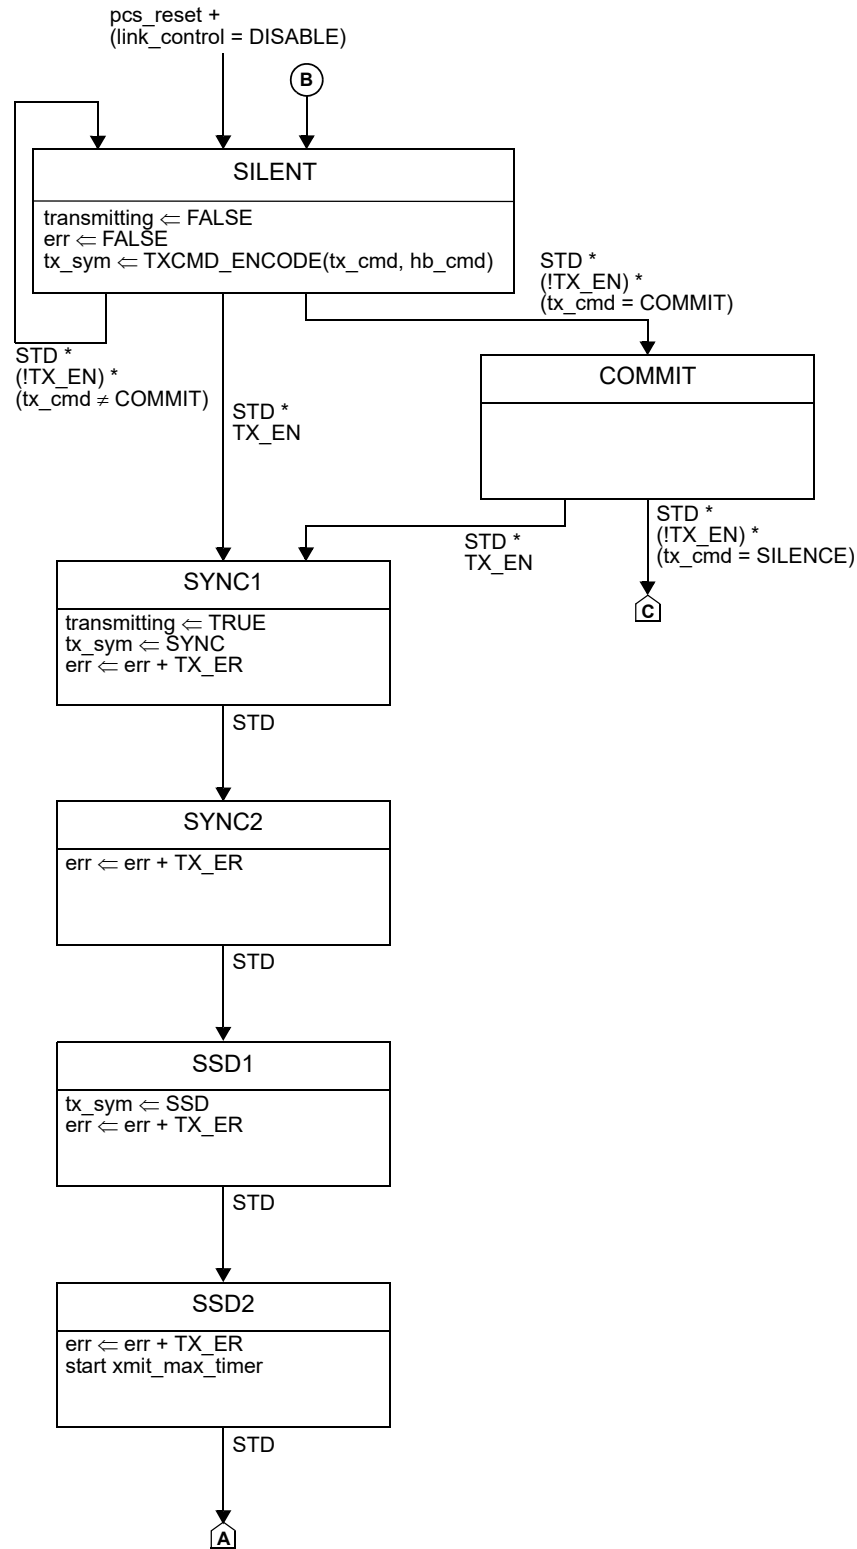 pcs_reset +
(link_control = DISABLE)
B
SILENT
transmitting ⇐ FALSE
err ⇐ FALSE
tx_sym ⇐ TXCMD_ENCODE(tx_cmd, hb_cmd)
STD *
(!TX_EN) *
(tx_cmd = COMMIT)
STD *
(!TX_EN) *
(tx_cmd ≠ COMMIT)
COMMIT
STD *
TX_EN
STD *
(!TX_EN) *
(tx_cmd = SILENCE)
STD *
TX_EN
C
SYNC1
transmitting ⇐ TRUE
tx_sym ⇐ SYNC
err ⇐ err + TX_ER
STD
SYNC2
err ⇐ err + TX_ER
STD
SSD1
tx_sym ⇐ SSD
err ⇐ err + TX_ER
STD
SSD2
err ⇐ err + TX_ER
start xmit_max_timer
STD
A